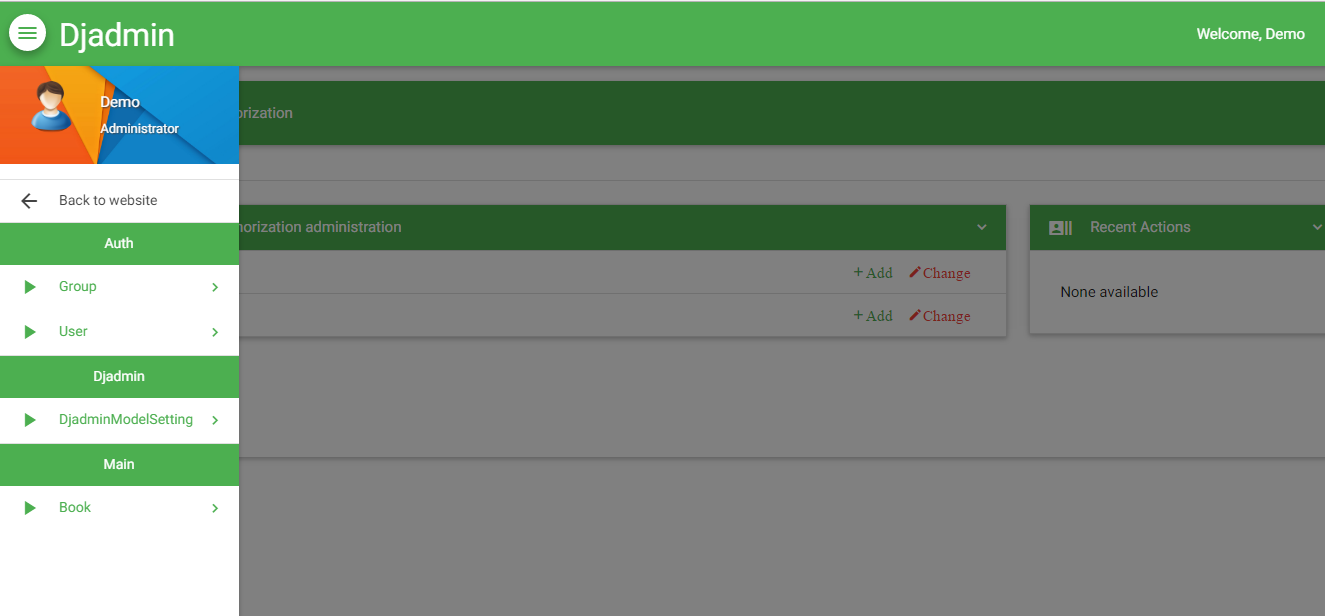 Djadmin
Welcome, Demo
Demo
Administrator
orization
Back to website
Auth
Group
User
Djadmin
DjadminModelSetting
Main
Book
horization administration
+ Add Change
+ Add Change
Recent Actions
None available